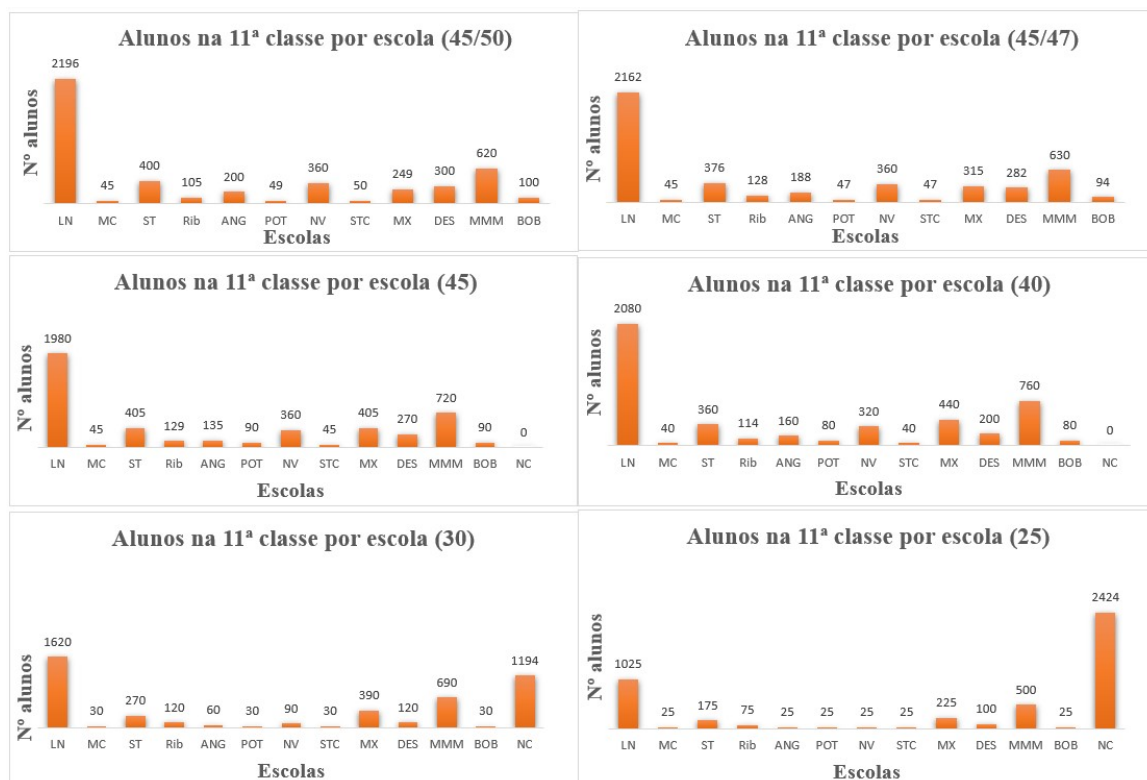 Alunos na 11ª classe por escola (45/50)
Nº alunos
2196 45 400 105 200 49 360 50 249 300 620 100
LN MC ST Rib ANG POT NV STC MX DES MMM BOB
Escolas
Alunos na 11ª classe por escola (45/47)
Nº alunos
2162 45 376 128 188 47 360 47 315 282 630 94
LN MC ST Rib ANG POT NV STC MX DES MMM BOB
Escolas
Alunos na 11ª classe por escola (45)
Nº alunos
1980 45 405 129 135 90 360 45 405 270 720 90 0
LN MC ST Rib ANG POT NV STC MX DES MMM BOB NC
Escolas
Alunos na 11ª classe por escola (40)
Nº alunos
2080 40 360 114 160 80 320 40 440 200 760 80 0
LN MC ST Rib ANG POT NV STC MX DES MMM BOB NC
Escolas
Alunos na 11ª classe por escola (30)
Nº alunos
1620 30 270 120 60 30 90 30 390 120 690 30 1194
LN MC ST Rib ANG POT NV STC MX DES MMM BOB NC
Escolas
Alunos na 11ª classe por escola (25)
Nº alunos
1025 25 175 75 25 25 25 25 225 100 500 25 2424
LN MC ST Rib ANG POT NV STC MX DES MMM BOB NC
Escolas